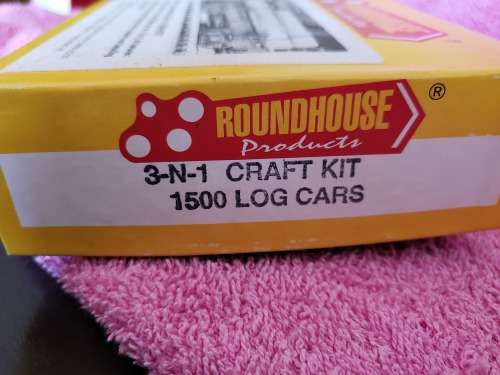 ROUNDHOUSE ®
Products
3-N-1 CRAFT KIT
1500 LOG CARS